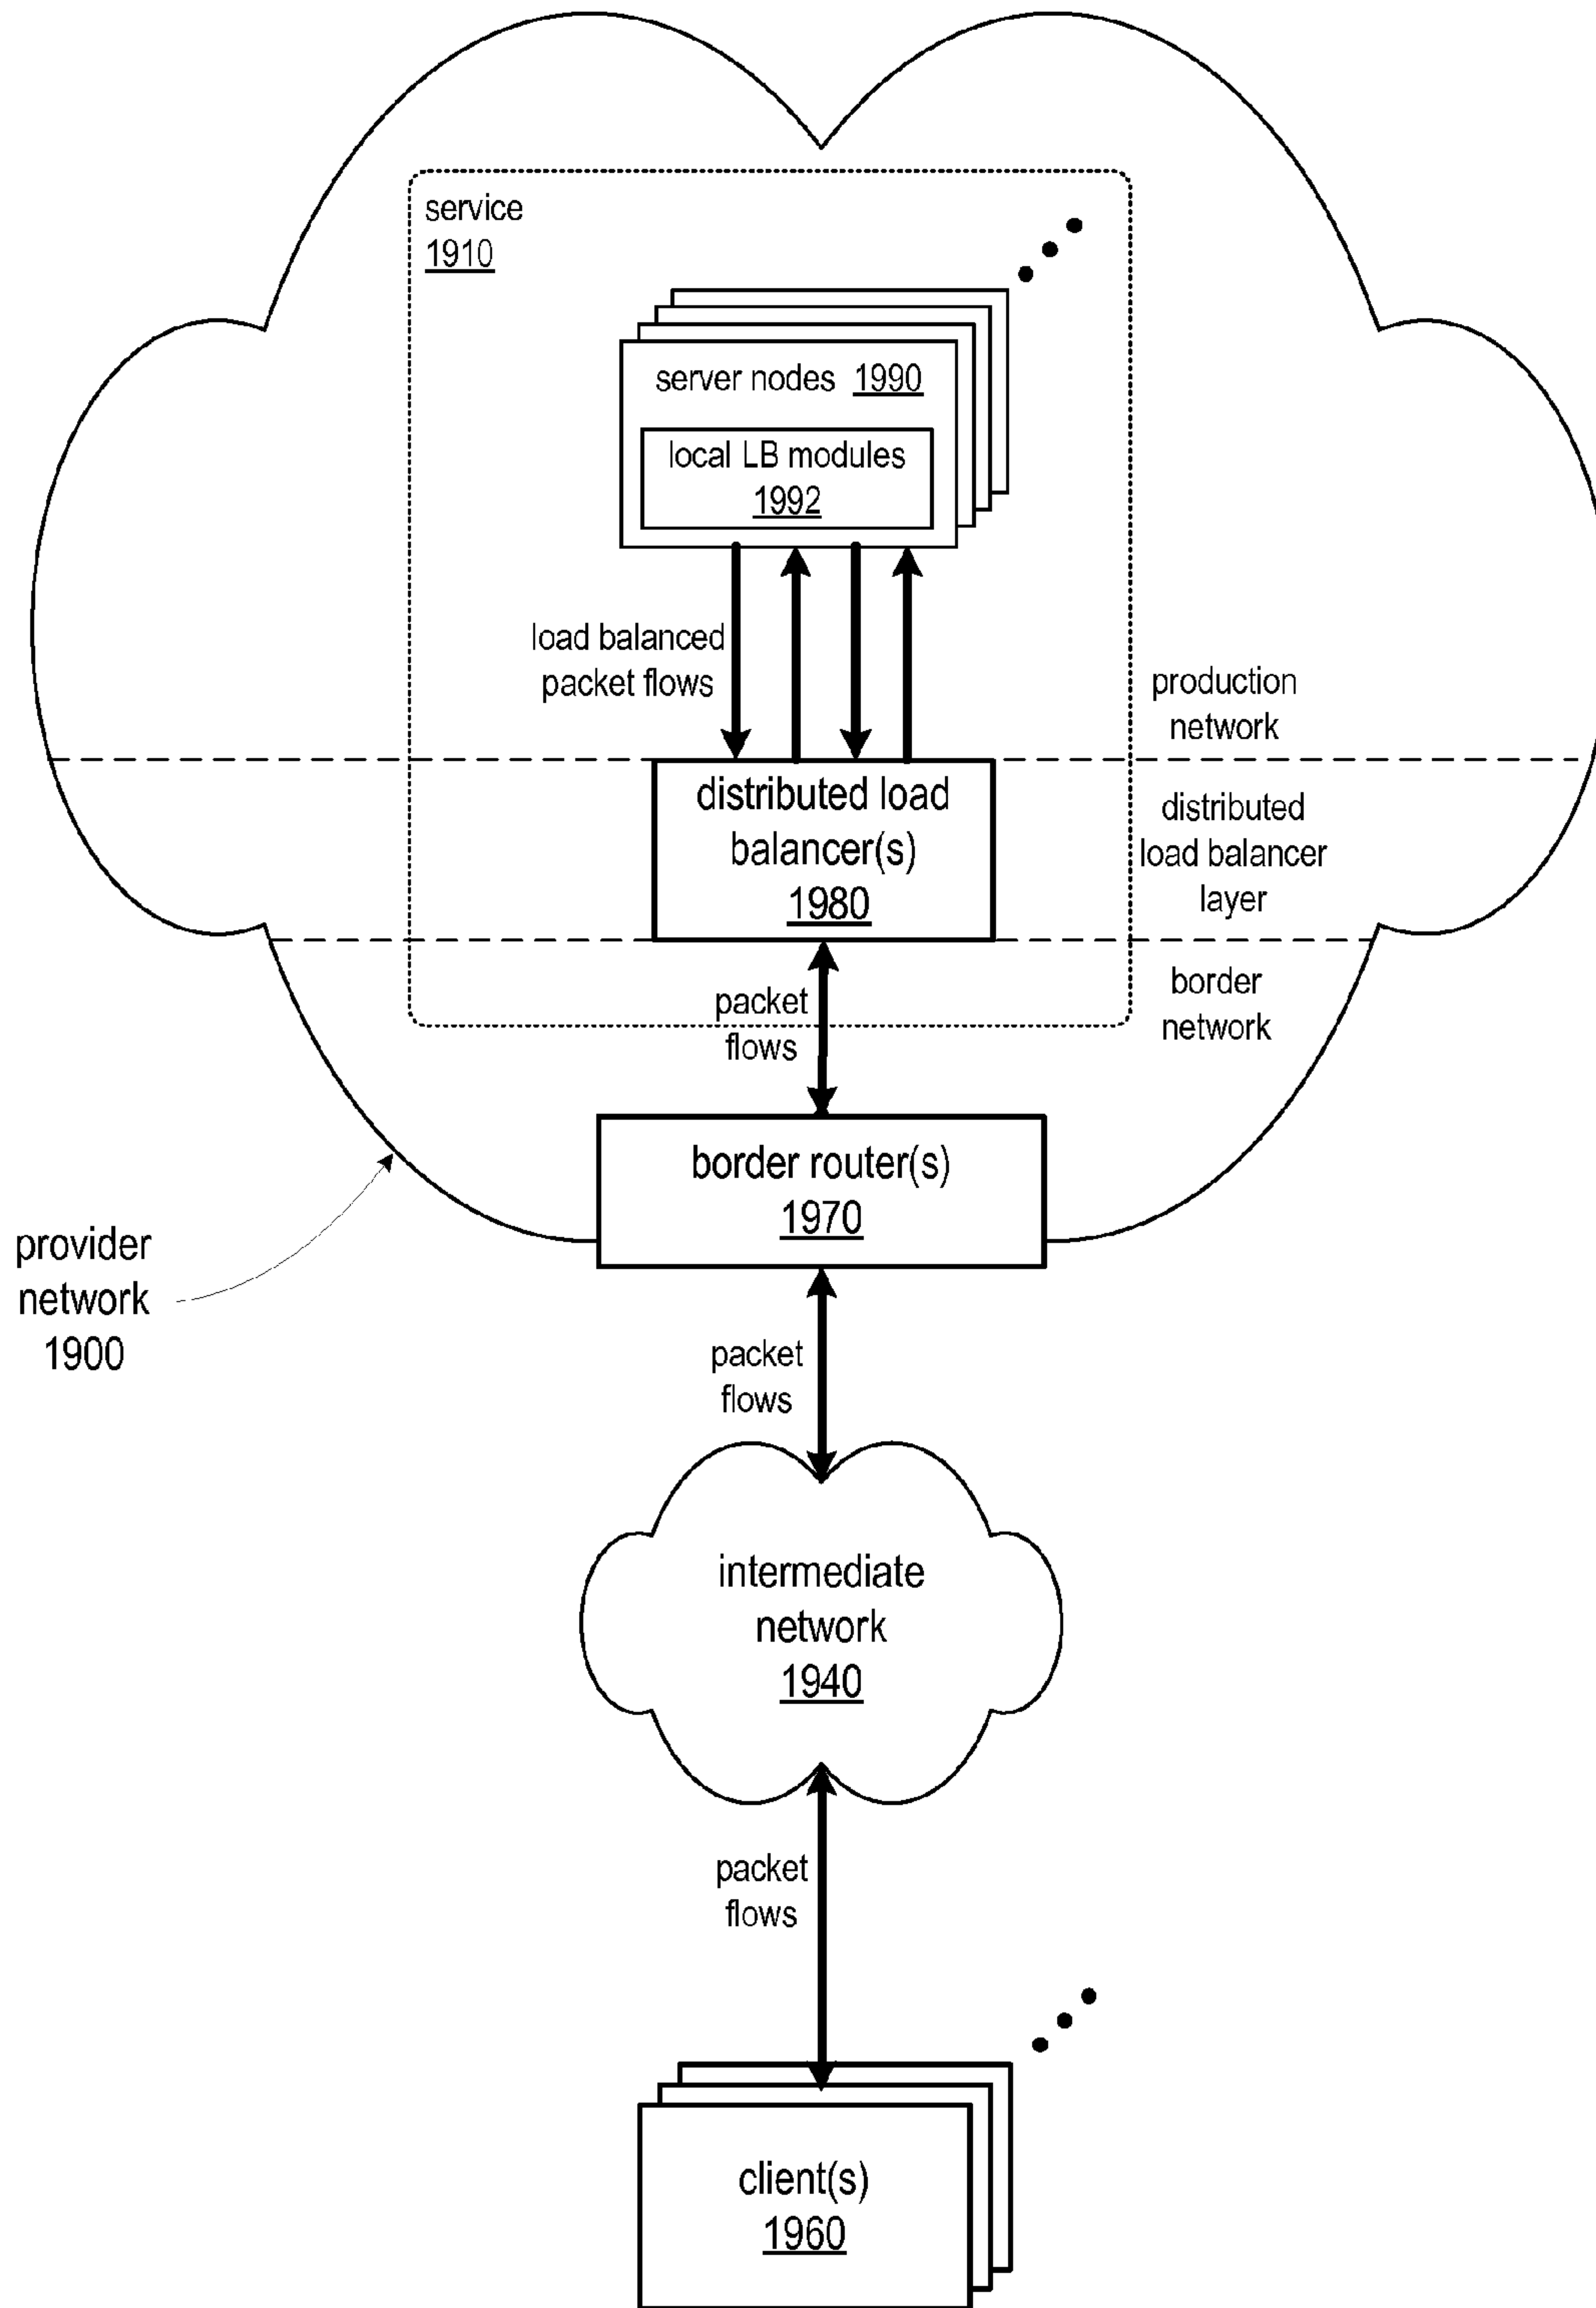 service
1910
server nodes 1990
local LB modules
1992
load balanced
packet flows
production
network
distributed load
balancer(s)
1980
distributed
load balancer
layer
border
network
packet
flows
border router(s)
1970
provider
network
1900
packet
flows
intermediate
network
1940
packet
flows
client(s)
1960